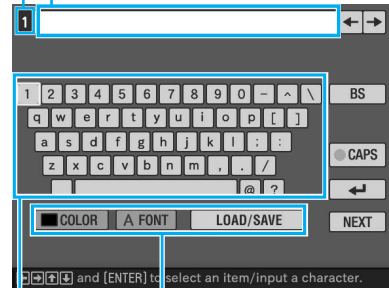 1 ← →
1 2 3 4 5 6 7 8 9 0 - ^ \ BS
q w e r t y u i o p [ ]
a s d f g h j k l ; :
z x c v b n m , . / CAPS
@ ? ↵
COLOR A FONT LOAD/SAVE NEXT
←→↑↓ and [ENTER] to select an item/input a character.